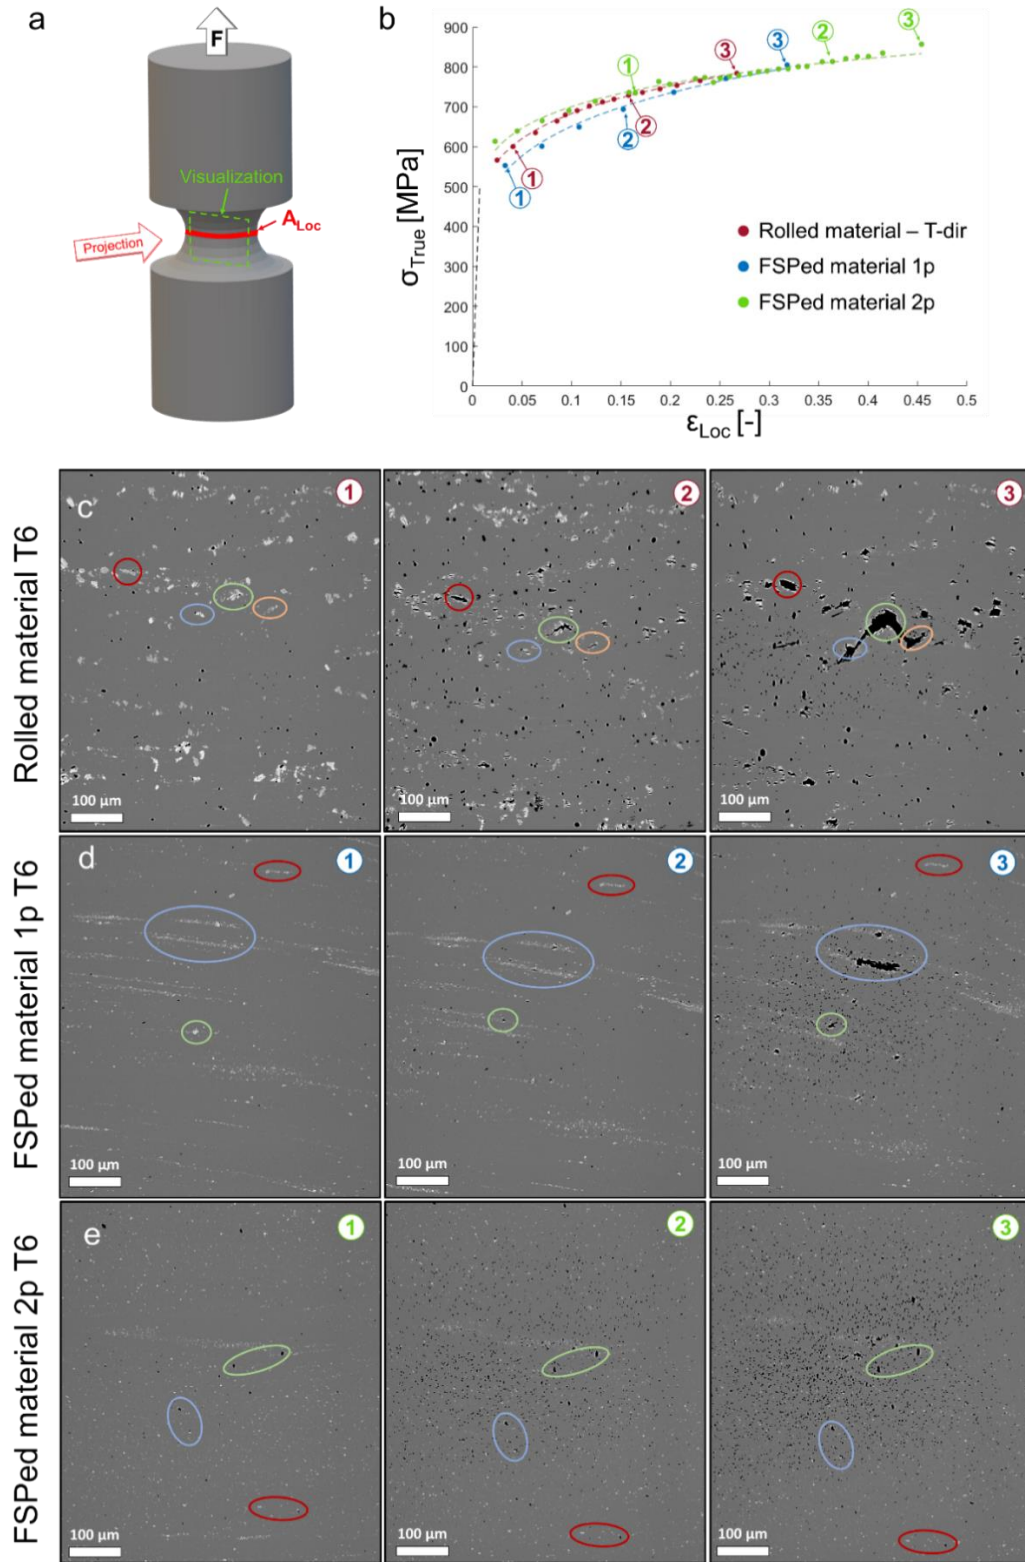 a
F
Visualization
A_Loc
Projection
b
900
800
700
600
500
400
300
200
100
0
σ_True [MPa]
1
2
3
1
2
3
1
2
3
Rolled material – T-dir
FSPed material 1p
FSPed material 2p
0 0.05 0.1 0.15 0.2 0.25 0.3 0.35 0.4 0.45 0.5
ε_Loc [-]
Rolled material T6
c
1
100 µm
2
100 µm
3
100 µm
FSPed material 1p T6
d
1
100 µm
2
100 µm
3
100 µm
FSPed material 2p T6
e
1
100 µm
2
100 µm
3
100 µm